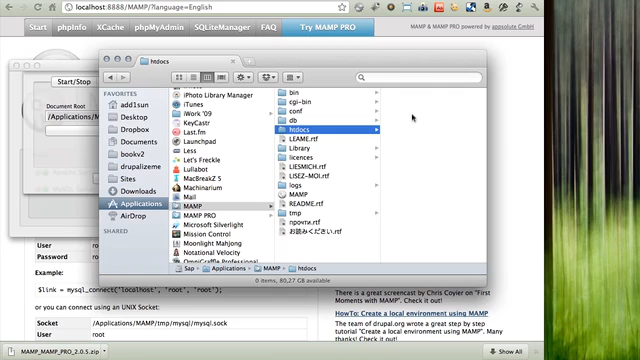 localhost:8888/MAMP/?language=English
Start phpInfo XCache phpMyAdmin SQLiteManager FAQ Try MAMP PRO
MAMP & MAMP PRO powered by appsolute GmbH
htdocs
Start/Stop
Document Root
/Applications/M
FAVORITES
add1sun
Desktop
Dropbox
Documents
bookv2
drupalizeme
Sites
Downloads
Applications
AirDrop
SHARED
iPhoto Library Manager
iTunes
iWork '09
KeyCastr
Last.fm
Launchpad
Less
Let's Freckle
Lullabot
MacBreakZ 5
Machinarium
Mail
MAMP
MAMP PRO
Microsoft Silverlight
Mission Control
Moonlight Mahjong
Notational Velocity
OmniGraffle Professional
bin
cgi-bin
conf
db
htdocs
LEAME.rtf
Library
licences
LIESMICH.rtf
LISEZ-MOI.rtf
logs
MAMP
README.rtf
tmp
прочти.rtf
お読みください.rtf
Sap Applications MAMP htdocs
0 items, 80,27 GB available
User root
Password root
Example:
$link = mysql_connect('localhost', 'root', 'root');
or you can connect using an UNIX Socket:
Socket /Applications/MAMP/tmp/mysql/mysql.sock
User root
There is a great screencast by Chris Coyier on "First
Moments with MAMP". Check it out!
HowTo: Create a local environment using MAMP
The team of drupal.org wrote a great step by step
tutorial "Create a local environment using MAMP". Many
thanks! Check it out!
MAMP_MAMP_PRO_2.0.5.zip
Show All